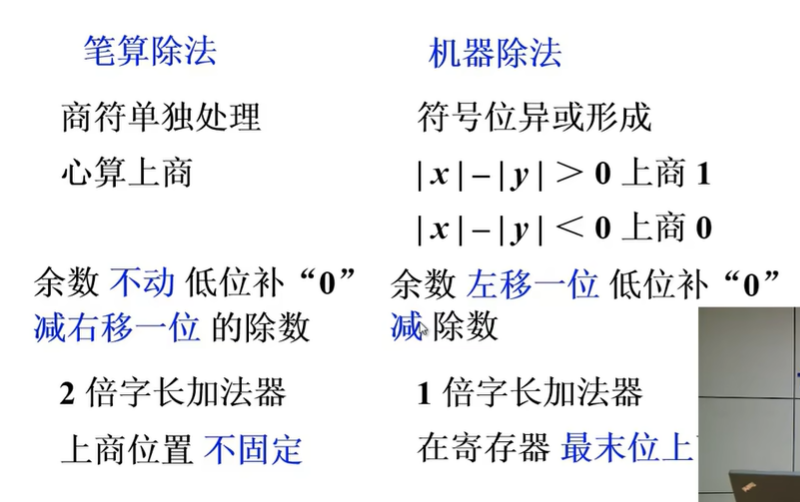 笔算除法
商符单独处理
心算上商
余数 不动 低位补“0”
减右移一位 的除数
2 倍字长加法器
上商位置 不固定
机器除法
符号位异或形成
|x|–|y|＞0 上商 1
|x|–|y|＜0 上商 0
余数 左移一位 低位补“0”
减 除数
1 倍字长加法器
在寄存器 最末位上